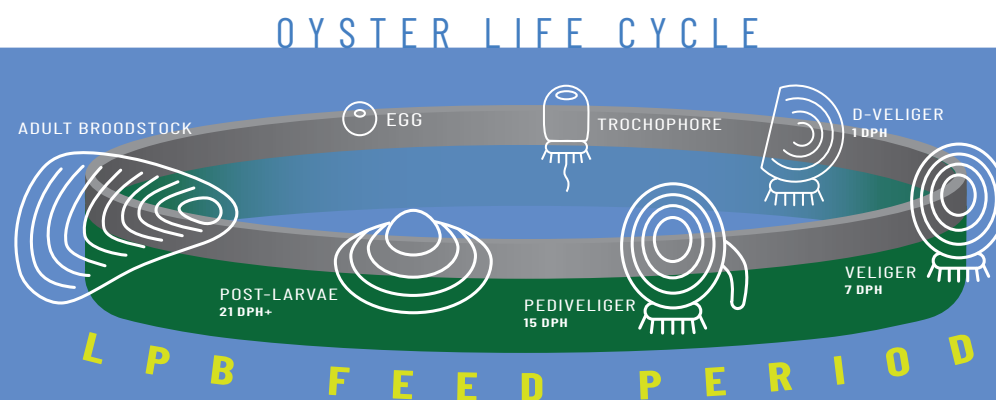 OYSTER LIFE CYCLE
ADULT BROODSTOCK
EGG
TROCHOPHORE
D-VELIGER
1 DPH
VELIGER
7 DPH
PEDIVELIGER
15 DPH
POST-LARVAE
21 DPH+
LPB FEED PERIOD